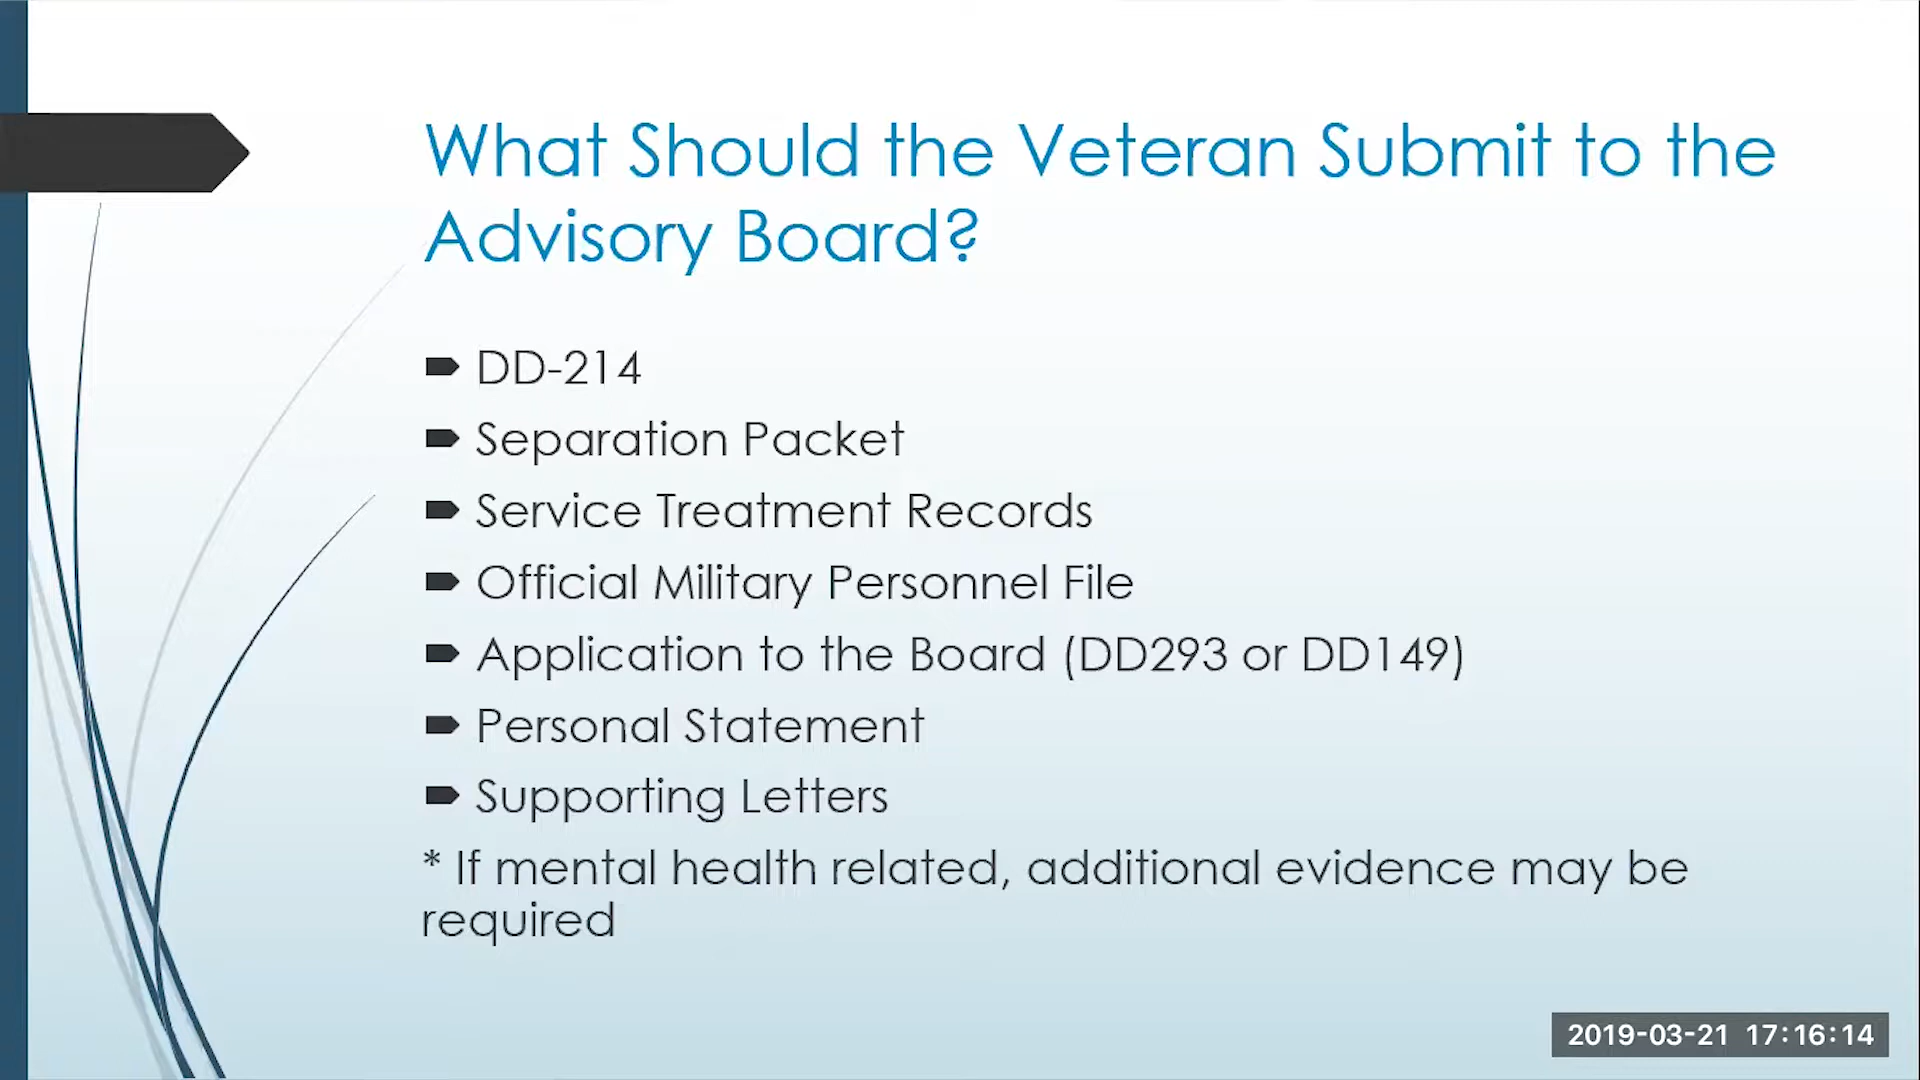 What Should the Veteran Submit to the
Advisory Board?
DD-214
Separation Packet
Service Treatment Records
Official Military Personnel File
Application to the Board (DD293 or DD149)
Personal Statement
Supporting Letters
* If mental health related, additional evidence may be
required
2019-03-21 17:16:14